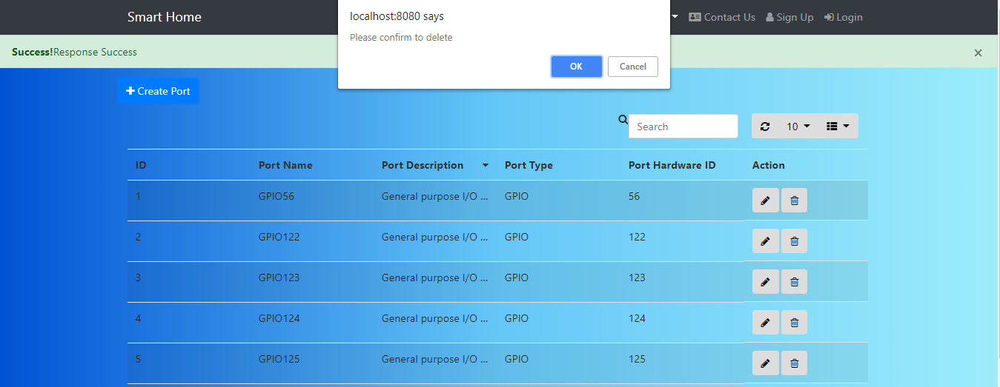 Smart Home
localhost:8080 says
Please confirm to delete
OK Cancel
Contact Us Sign Up Login
Success!Response Success ×
Create Port
Search 10
ID Port Name Port Description Port Type Port Hardware ID Action
1 GPIO56 General purpose I/O ... GPIO 56
2 GPIO122 General purpose I/O ... GPIO 122
3 GPIO123 General purpose I/O ... GPIO 123
4 GPIO124 General purpose I/O ... GPIO 124
5 GPIO125 General purpose I/O ... GPIO 125